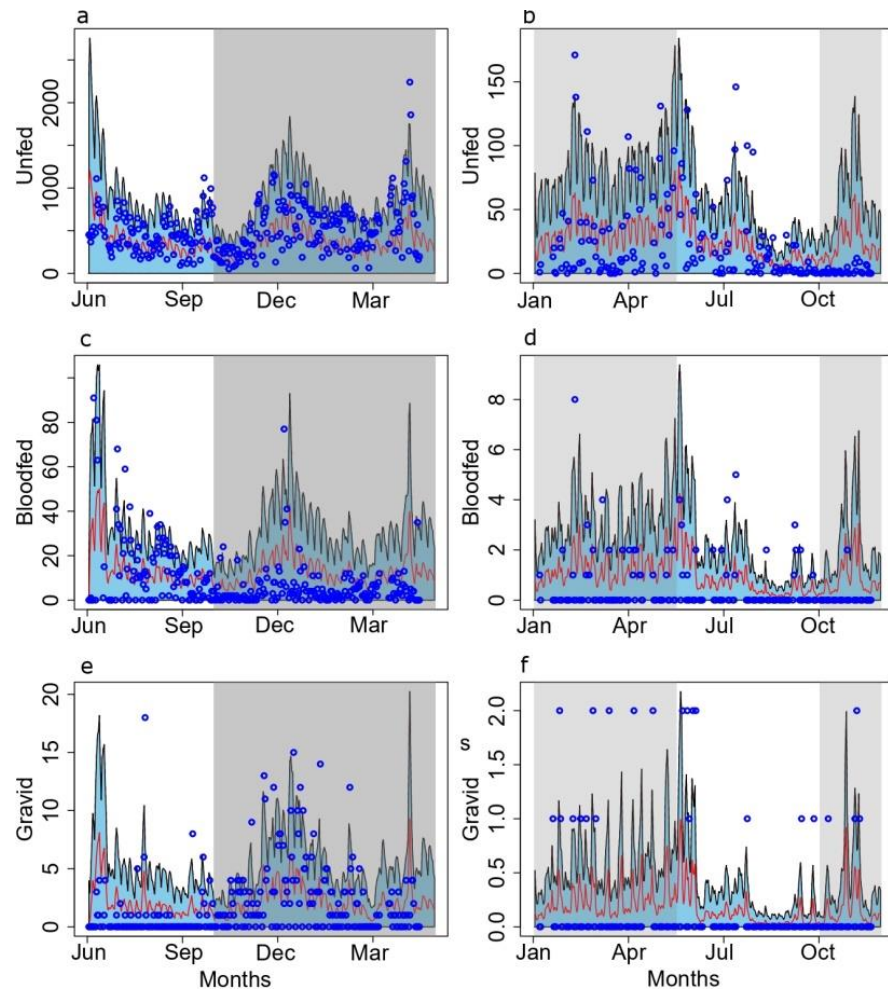 a
Unfed
0
1000
2000
Jun
Sep
Dec
Mar
b
Unfed
0
50
100
150
Jan
Apr
Jul
Oct
c
Bloodfed
0
20
40
60
80
Jun
Sep
Dec
Mar
d
Bloodfed
0
2
4
6
8
Jan
Apr
Jul
Oct
e
Gravid
0
5
10
15
20
Jun
Sep
Dec
Mar
Months
f
s
Gravid
0.0
0.5
1.0
1.5
2.0
Jan
Apr
Jul
Oct
Months